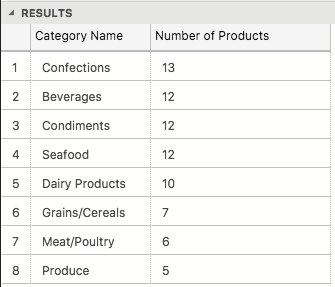 RESULTS
Category Name Number of Products
1 Confections 13
2 Beverages 12
3 Condiments 12
4 Seafood 12
5 Dairy Products 10
6 Grains/Cereals 7
7 Meat/Poultry 6
8 Produce 5